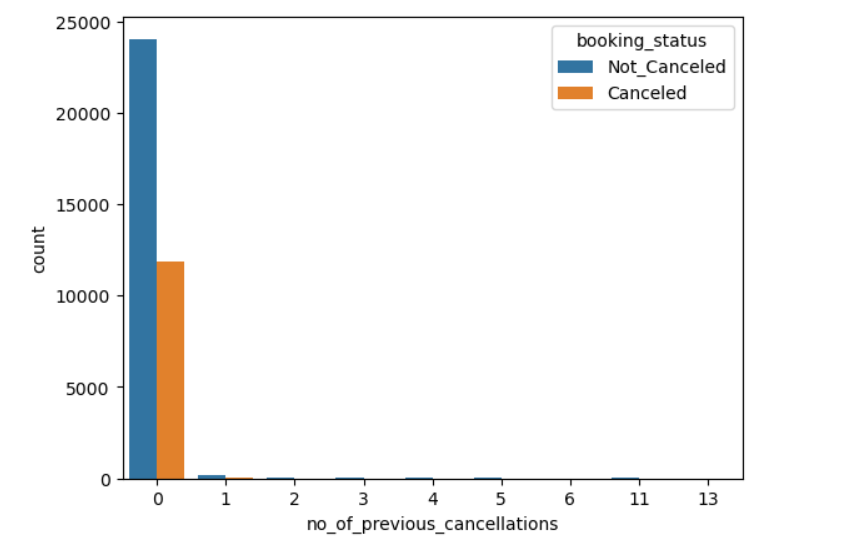 25000
20000
15000
10000
5000
0
count
booking_status
Not_Canceled
Canceled
0 1 2 3 4 5 6 11 13
no_of_previous_cancellations